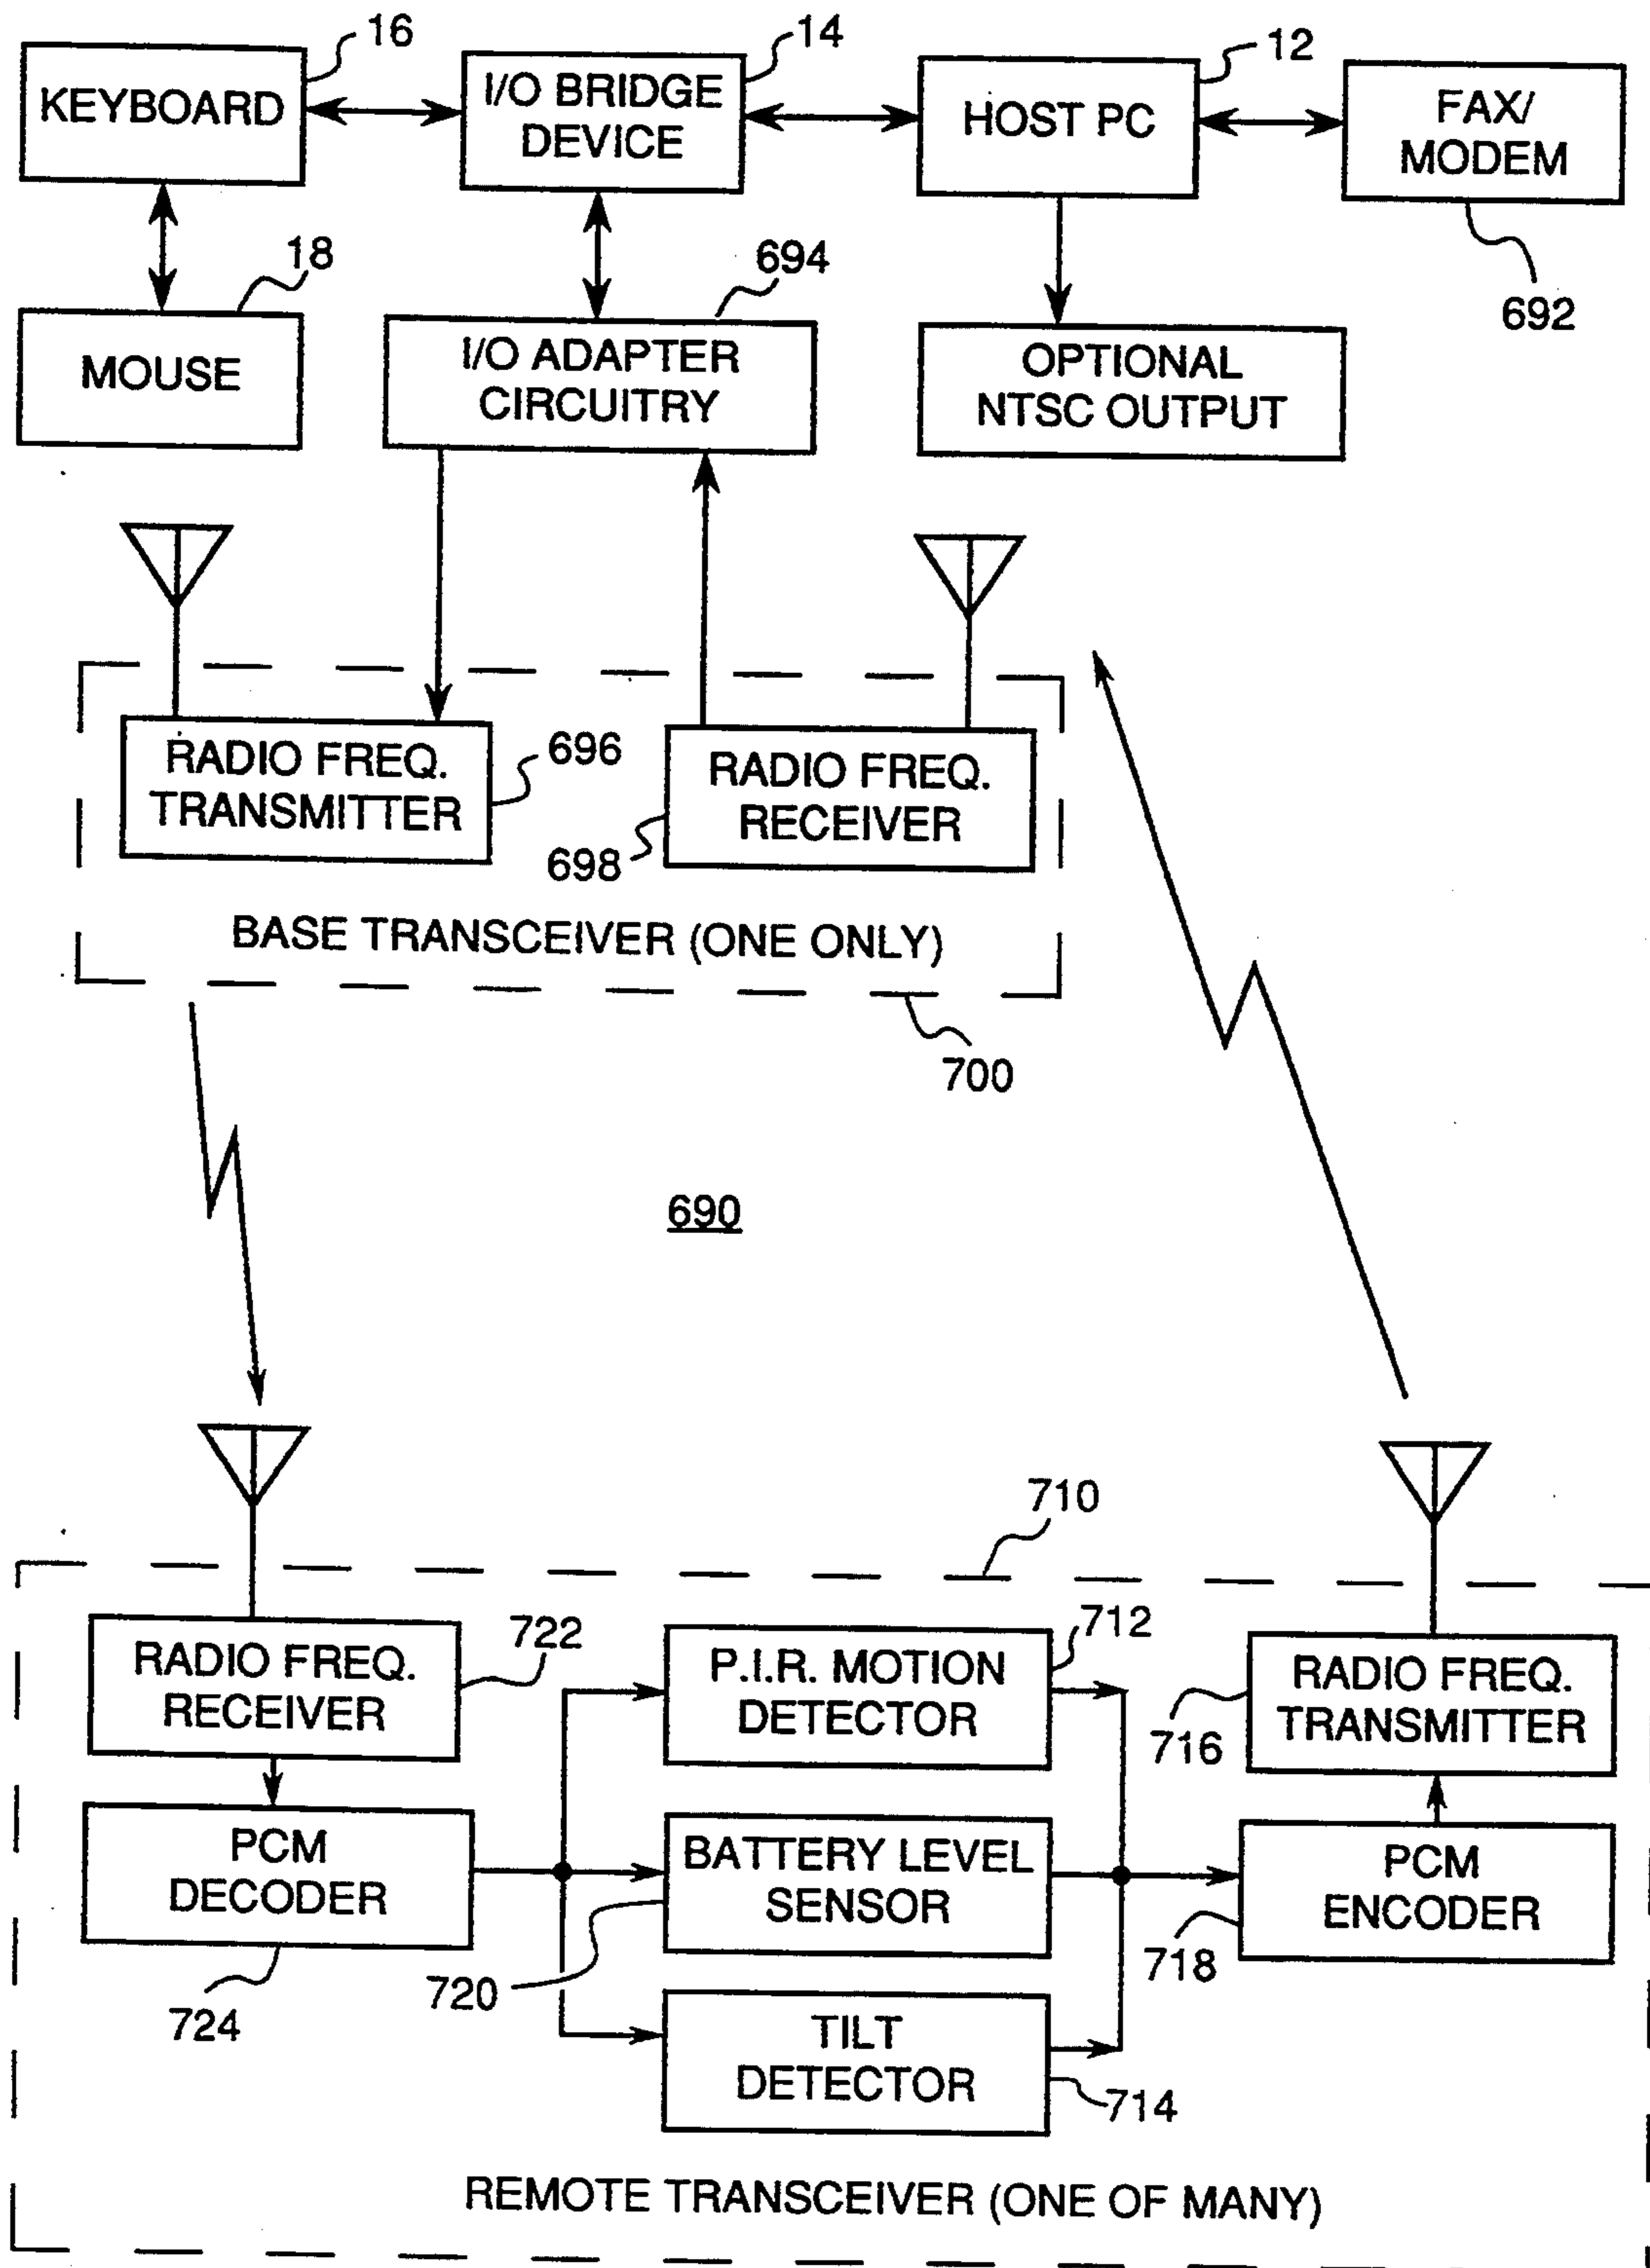 16
14
12
KEYBOARD
I/O BRIDGE
DEVICE
HOST PC
FAX/
MODEM
18
694
692
MOUSE
I/O ADAPTER
CIRCUITRY
OPTIONAL
NTSC OUTPUT
RADIO FREQ.
TRANSMITTER
696
698
RADIO FREQ.
RECEIVER
BASE TRANSCEIVER (ONE ONLY)
700
690
710
RADIO FREQ.
RECEIVER
722
P.I.R. MOTION
DETECTOR
712
716
RADIO FREQ.
TRANSMITTER
PCM
DECODER
724
BATTERY LEVEL
SENSOR
720
718
PCM
ENCODER
TILT
DETECTOR
714
REMOTE TRANSCEIVER (ONE OF MANY)